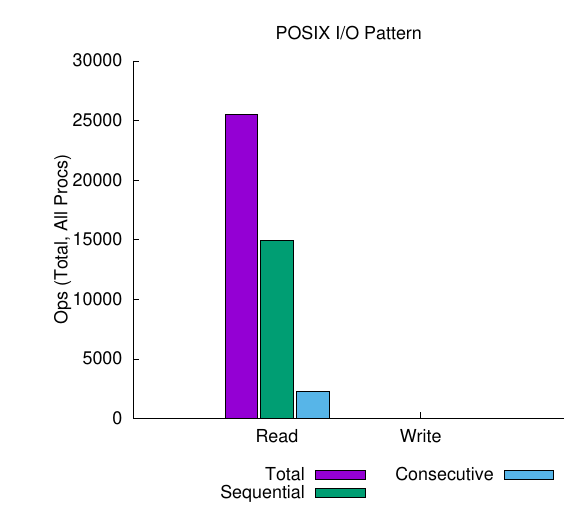 POSIX I/O Pattern
30000
25000
20000
15000
10000
5000
0
Ops (Total, All Procs)
Read
Write
Total
Consecutive
Sequential